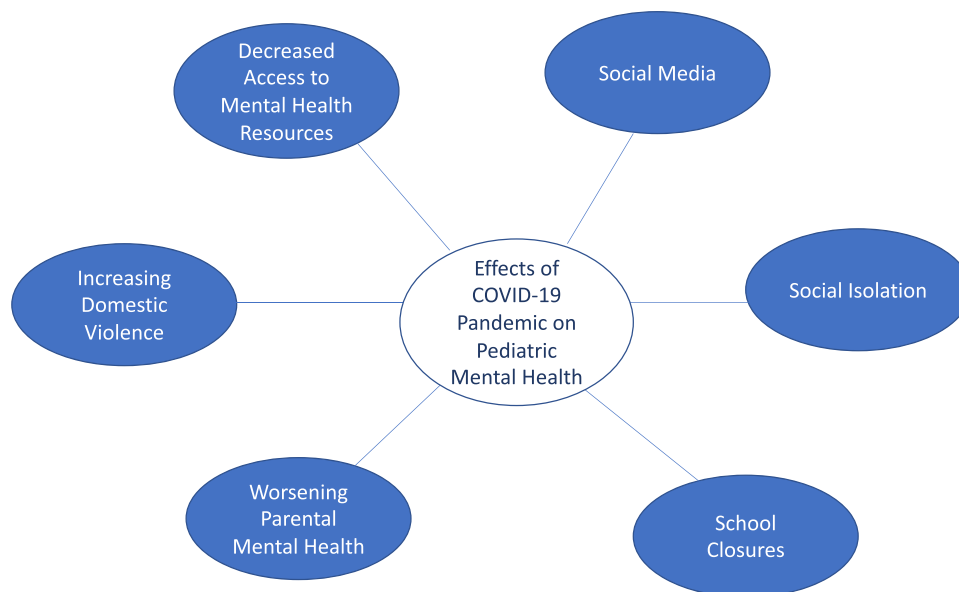 Decreased
Access to
Mental Health
Resources
Social Media
Increasing
Domestic
Violence
Effects of
COVID-19
Pandemic on
Pediatric
Mental Health
Social Isolation
Worsening
Parental
Mental Health
School
Closures